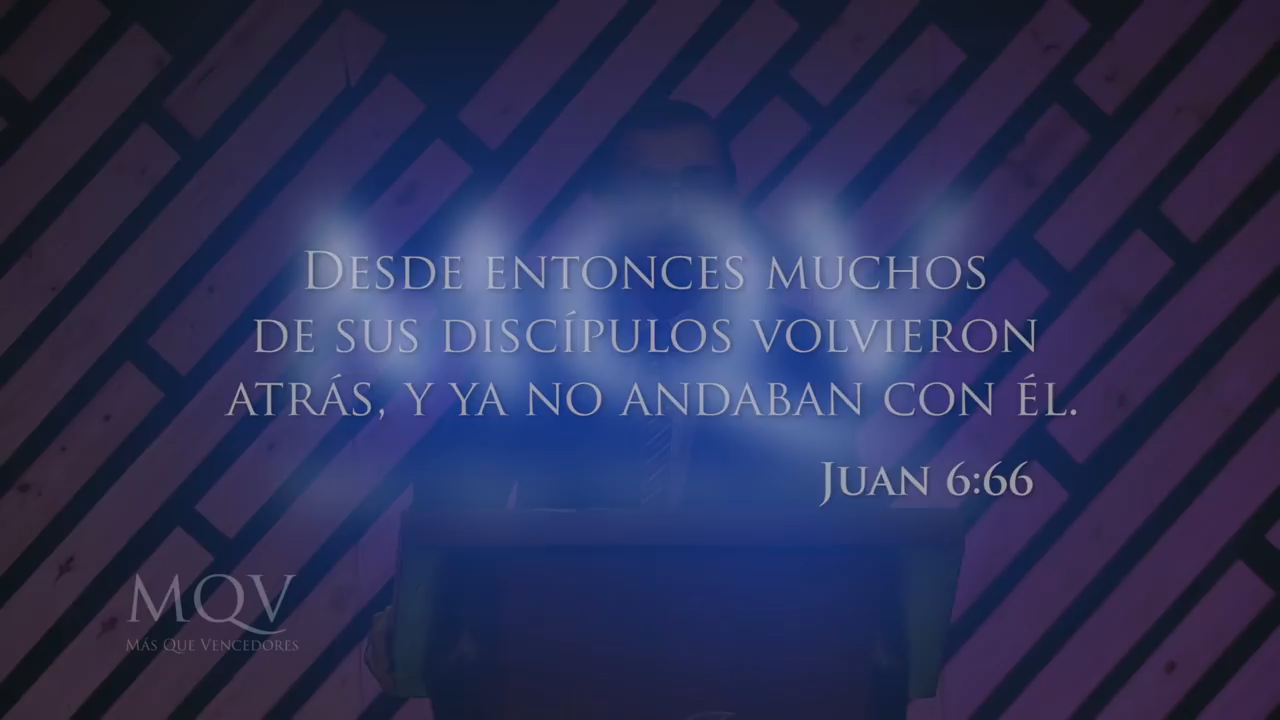 MQV
Desde entonces muchos
de sus discípulos volvieron
atrás, y ya no andaban con él.
Juan 6:66
MQV
Más Que Vencedores